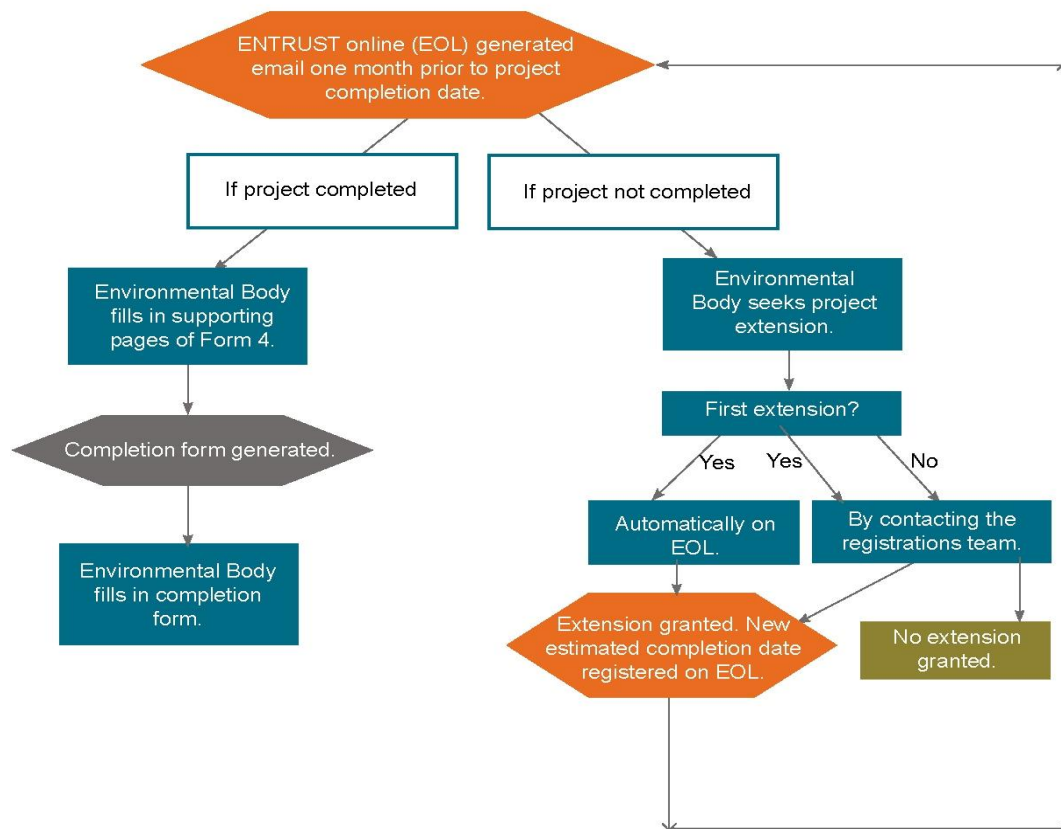 ENTRUST online (EOL) generated
email one month prior to project
completion date.
If project completed
If project not completed
Environmental Body
fills in supporting
pages of Form 4.
Environmental
Body seeks project
extension.
First extension?
Completion form generated.
Yes
Yes
No
Automatically on
EOL.
By contacting the
registrations team.
Environmental Body
fills in completion
form.
Extension granted. New
estimated completion date
registered on EOL.
No extension
granted.